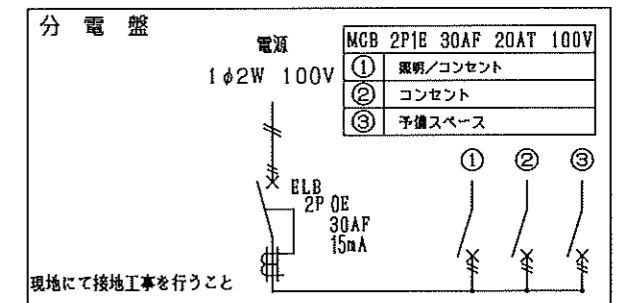 分電盤
電源
1φ2W 100V
MCB 2P1E 30AF 20AT 100V
① 照明/コンセント
② コンセント
③ 予備スペース
① ② ③
ELB
2P 0E
30AF
15mA
現地にて接地工事を行うこと